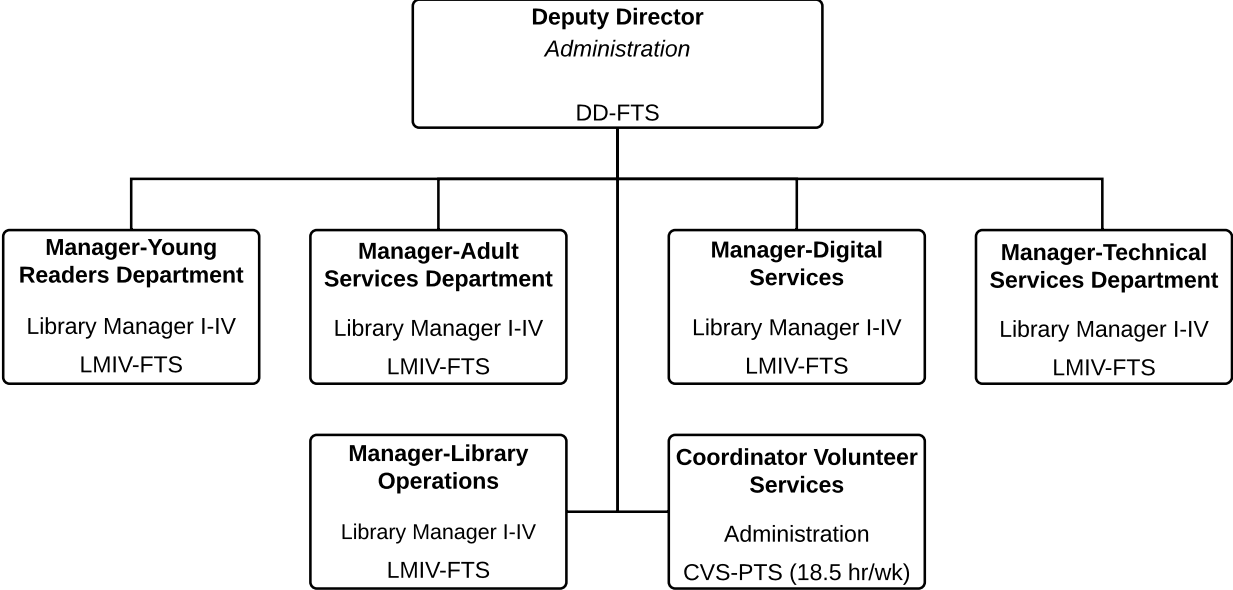 Deputy Director
Administration
DD-FTS
Manager-Young
Readers Department
Library Manager I-IV
LMIV-FTS
Manager-Adult
Services Department
Library Manager I-IV
LMIV-FTS
Manager-Digital
Services
Library Manager I-IV
LMIV-FTS
Manager-Technical
Services Department
Library Manager I-IV
LMIV-FTS
Manager-Library
Operations
Library Manager I-IV
LMIV-FTS
Coordinator Volunteer
Services
Administration
CVS-PTS (18.5 hr/wk)